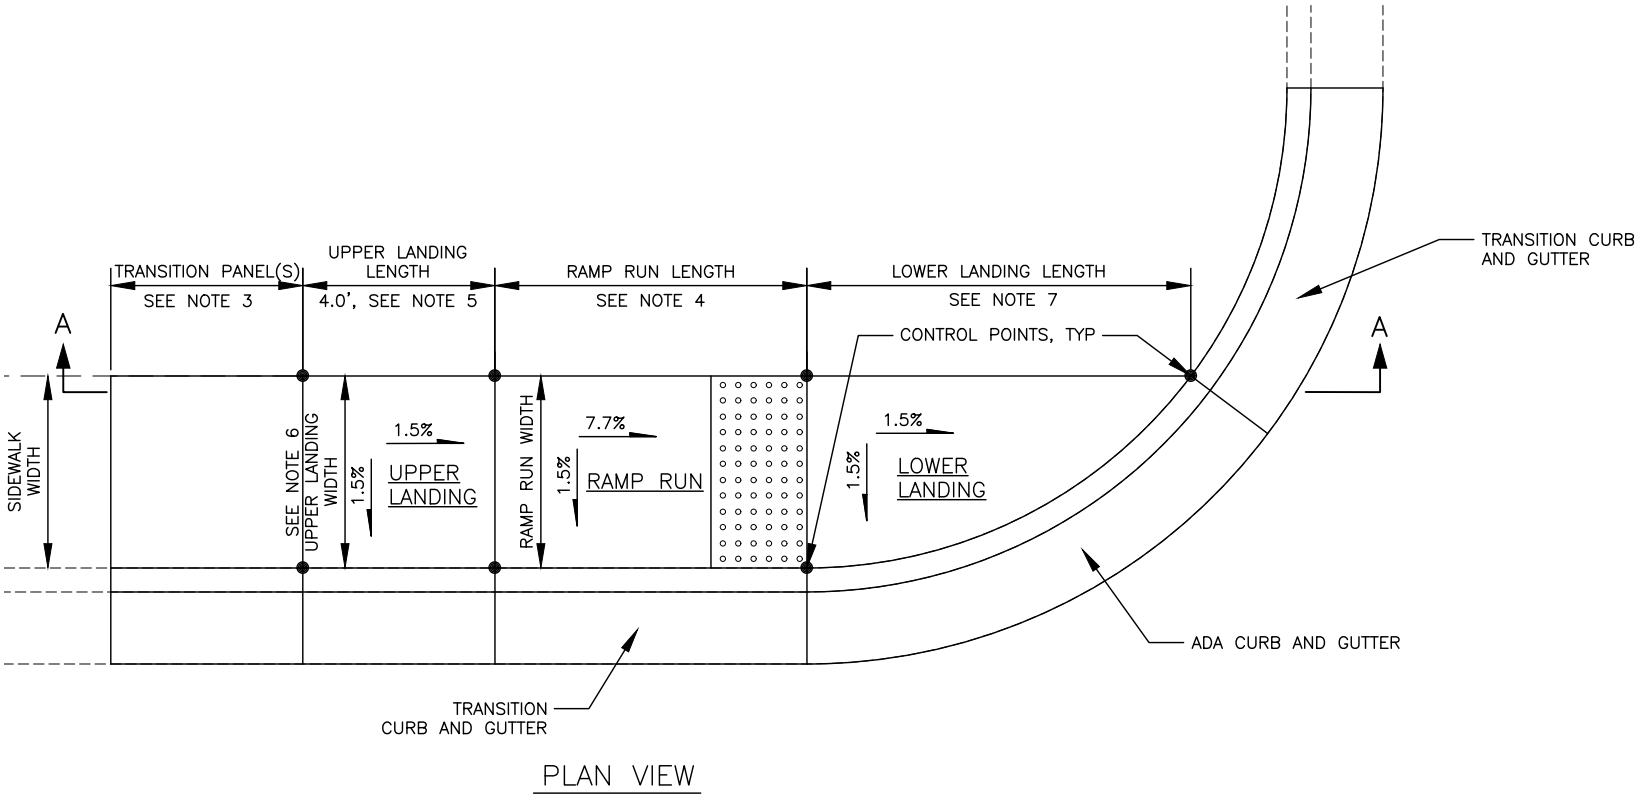 UPPER LANDING
LENGTH
4.0', SEE NOTE 5
TRANSITION PANEL(S)
SEE NOTE 3
RAMP RUN LENGTH
SEE NOTE 4
LOWER LANDING LENGTH
SEE NOTE 7
TRANSITION CURB
AND GUTTER
A
A
CONTROL POINTS, TYP
SIDEWALK
WIDTH
SEE NOTE 6
UPPER LANDING
WIDTH
1.5%
1.5%
UPPER
LANDING
RAMP RUN WIDTH
7.7%
1.5%
RAMP RUN
1.5%
1.5%
LOWER
LANDING
ADA CURB AND GUTTER
TRANSITION
CURB AND GUTTER
PLAN VIEW